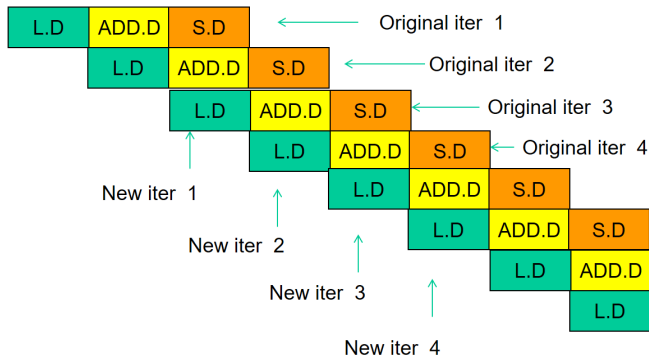 L.D ADD.D S.D Original iter 1
L.D ADD.D S.D Original iter 2
L.D ADD.D S.D Original iter 3
L.D ADD.D S.D Original iter 4
New iter 1 L.D ADD.D S.D
New iter 2 L.D ADD.D S.D
New iter 3 L.D ADD.D
L.D
New iter 4